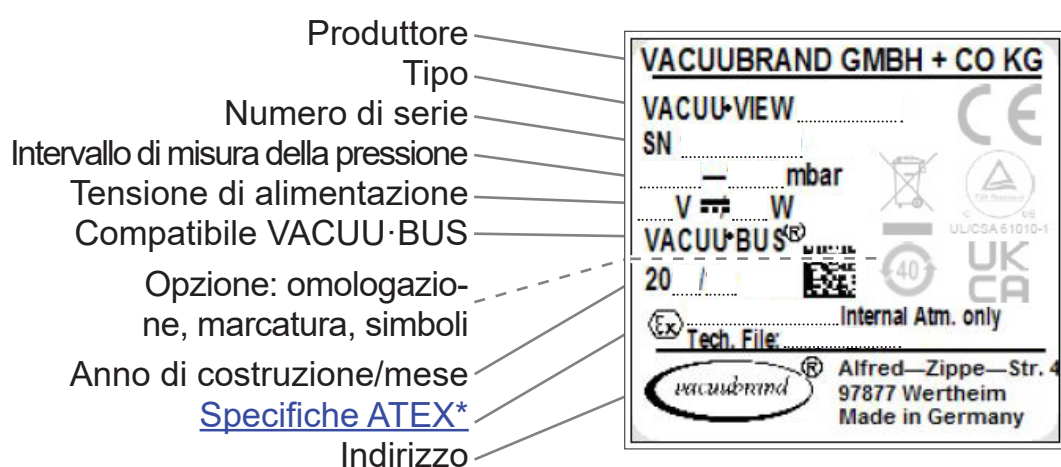 Produttore
Tipo
Numero di serie
Intervallo di misura della pressione
Tensione di alimentazione
Compatibile VACUU·BUS
Opzione: omologazio-
ne, marcatura, simboli
Anno di costruzione/mese
Specifiche ATEX*
Indirizzo
VACUUBRAND GMBH + CO KG
VACUU•VIEW
SN
— mbar
V W
VACUU•BUS®
20 /
CE
C US
UL/CSA 61010-1
40
UK
CA
Ex Internal Atm. only
Tech. File:
vacuubrand ®
Alfred—Zippe—Str. 4
97877 Wertheim
Made in Germany